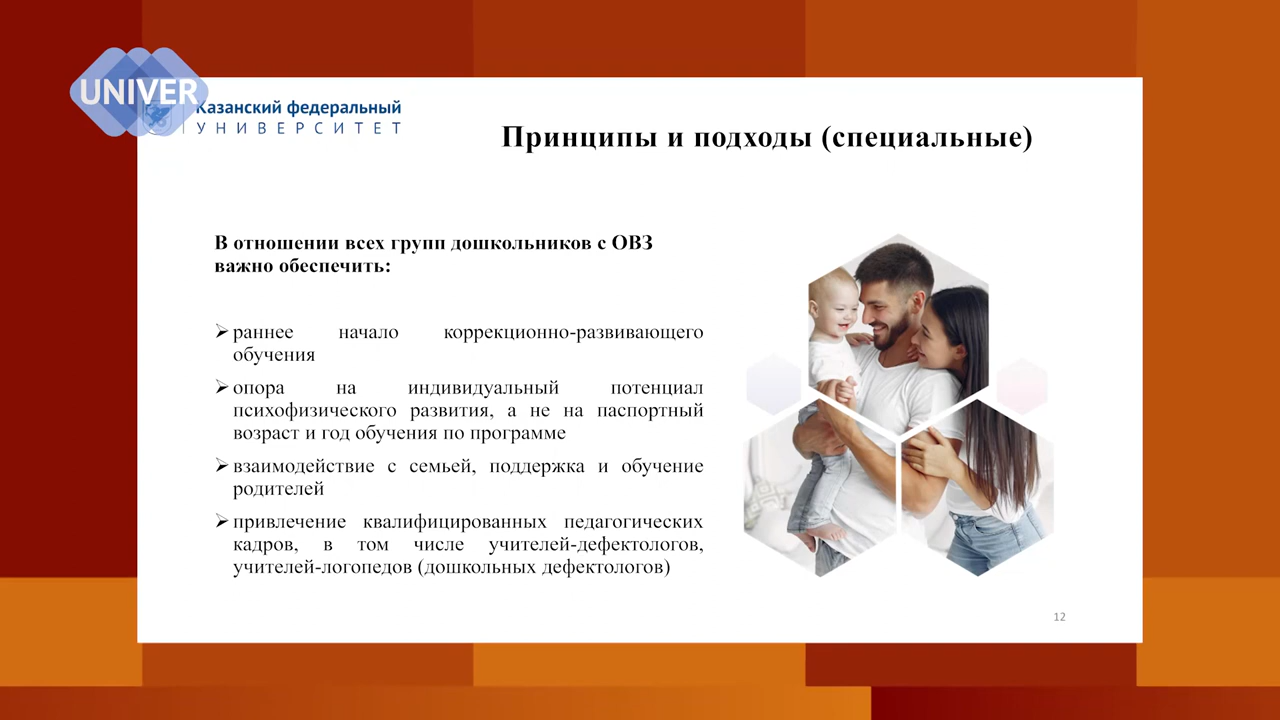 UNIVER
Казанский федеральный
УНИВЕРСИТЕТ
Принципы и подходы (специальные)
В отношении всех групп дошкольников с ОВЗ
важно обеспечить:
раннее начало коррекционно-развивающего
обучения
опора на индивидуальный потенциал
психофизического развития, а не на паспортный
возраст и год обучения по программе
взаимодействие с семьей, поддержка и обучение
родителей
привлечение квалифицированных педагогических
кадров, в том числе учителей-дефектологов,
учителей-логопедов (дошкольных дефектологов)
12